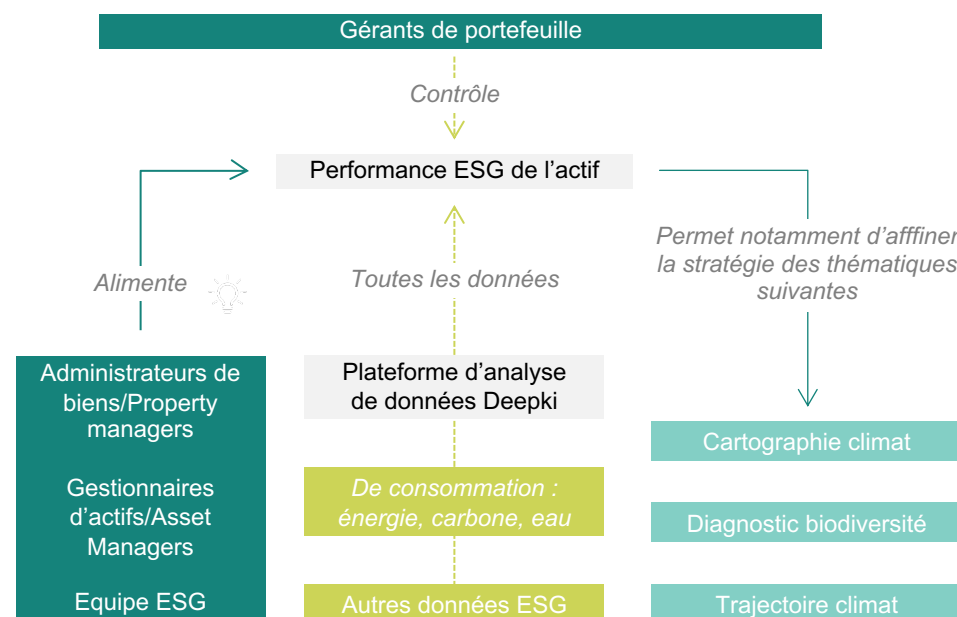 Gérants de portefeuille
Contrôle
Performance ESG de l’actif
Alimente
Toutes les données
Permet notamment d’afffiner
la stratégie des thématiques
suivantes
Administrateurs de
biens/Property
managers
Gestionnaires
d’actifs/Asset
Managers
Equipe ESG
Plateforme d’analyse
de données Deepki
De consommation :
énergie, carbone, eau
Autres données ESG
Cartographie climat
Diagnostic biodiversité
Trajectoire climat